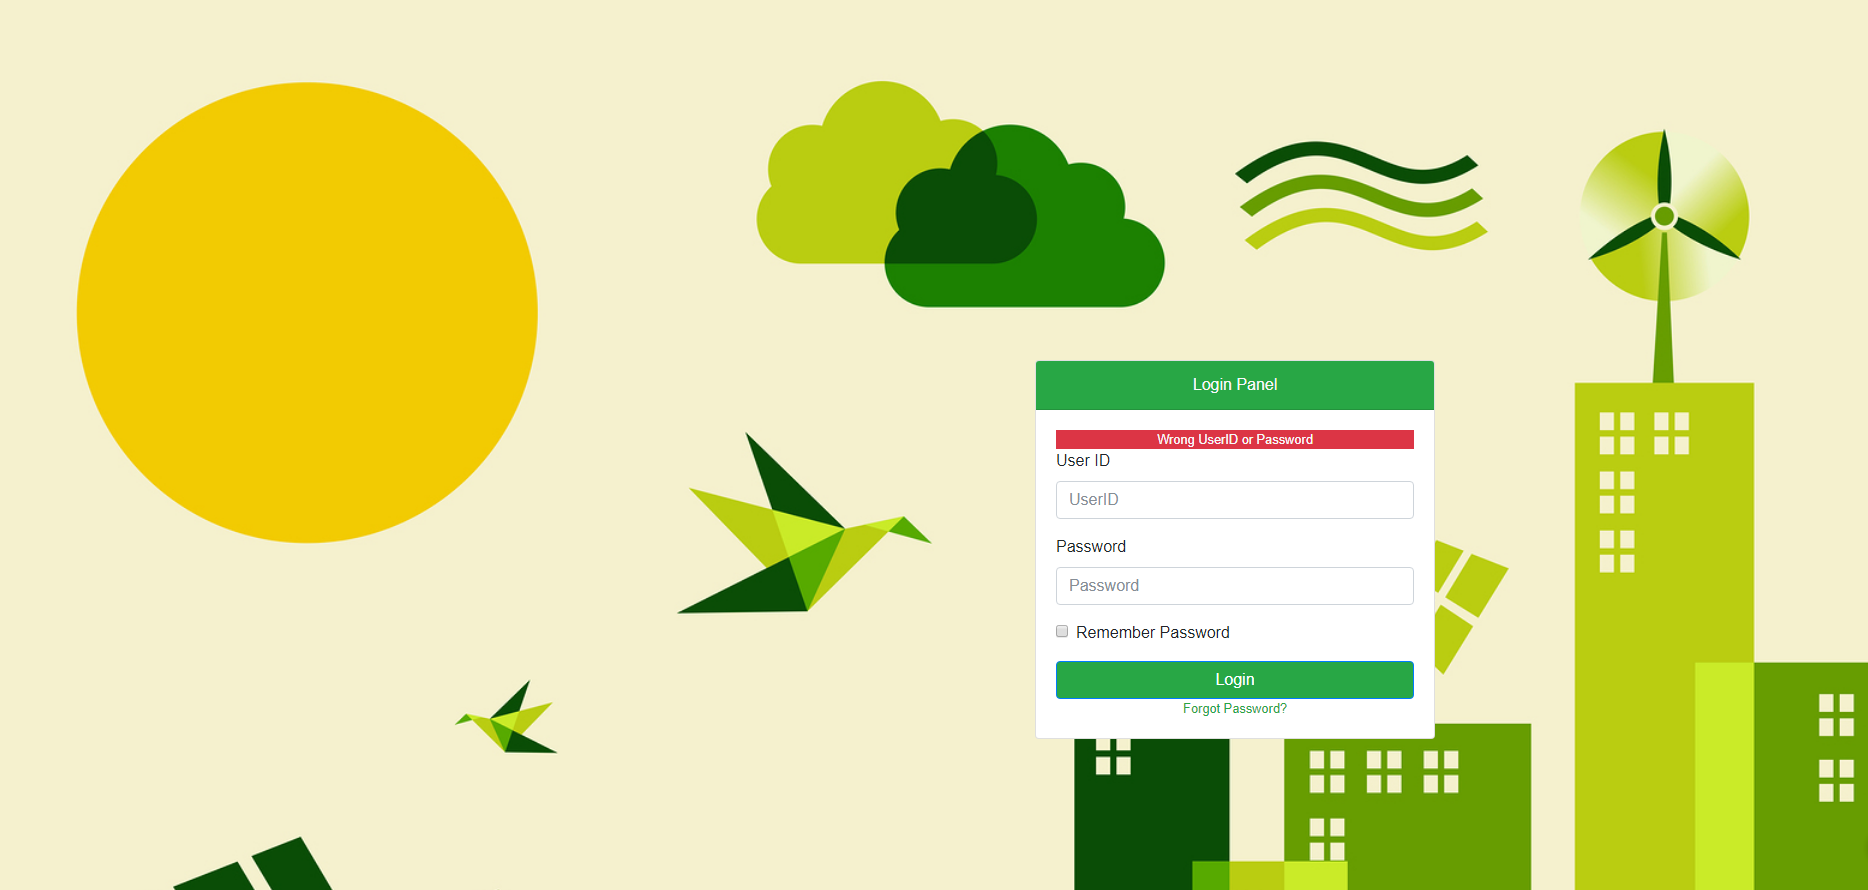 Login Panel
Wrong UserID or Password
User ID
UserID
Password
Password
Remember Password
Login
Forgot Password?